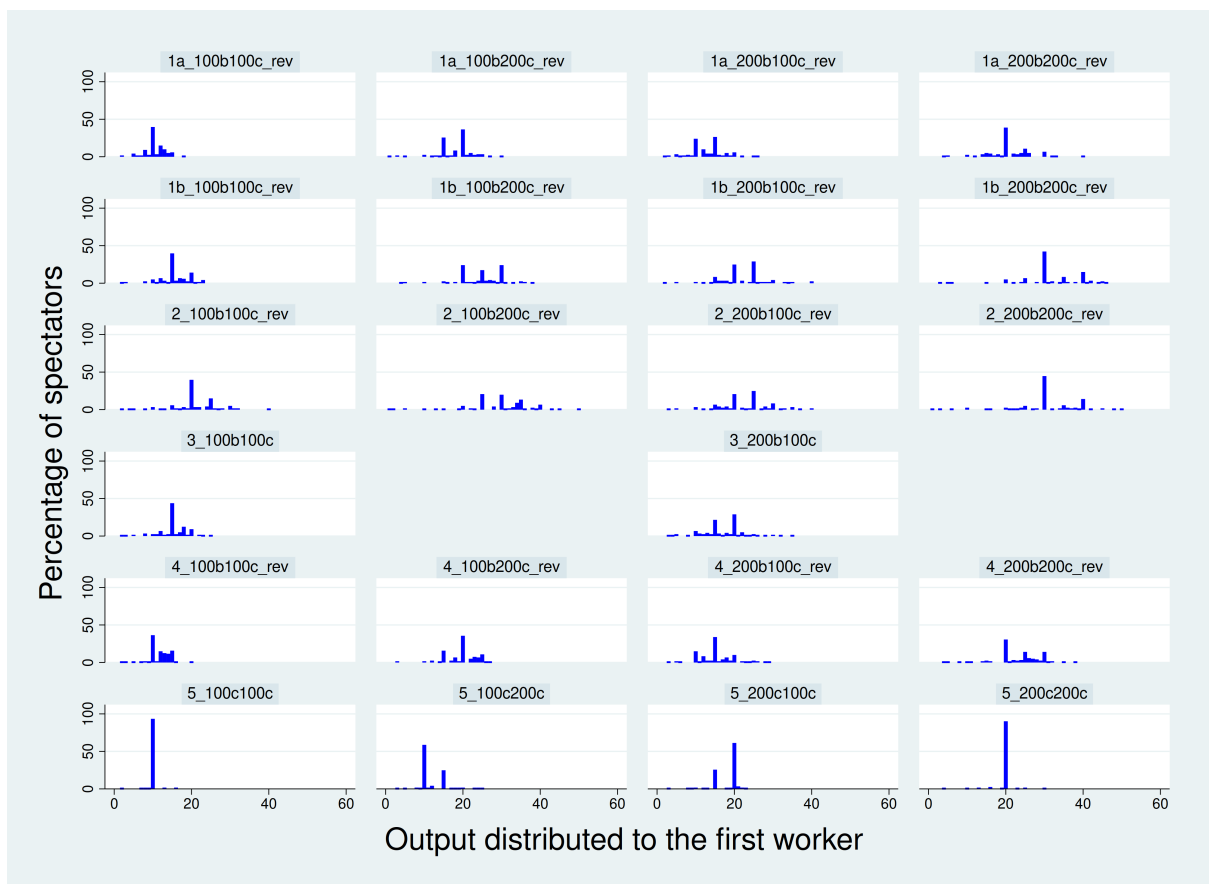 1a_100b100c_rev 1a_100b200c_rev 1a_200b100c_rev 1a_200b200c_rev
100
50
0
1b_100b100c_rev 1b_100b200c_rev 1b_200b100c_rev 1b_200b200c_rev
100
50
0
2_100b100c_rev 2_100b200c_rev 2_200b100c_rev 2_200b200c_rev
100
50
0
3_100b100c 3_200b100c
100
50
0
4_100b100c_rev 4_100b200c_rev 4_200b100c_rev 4_200b200c_rev
100
50
0
5_100c100c 5_100c200c 5_200c100c 5_200c200c
100
50
0
0 20 40 60 0 20 40 60 0 20 40 60 0 20 40 60
Percentage of spectators
Output distributed to the first worker